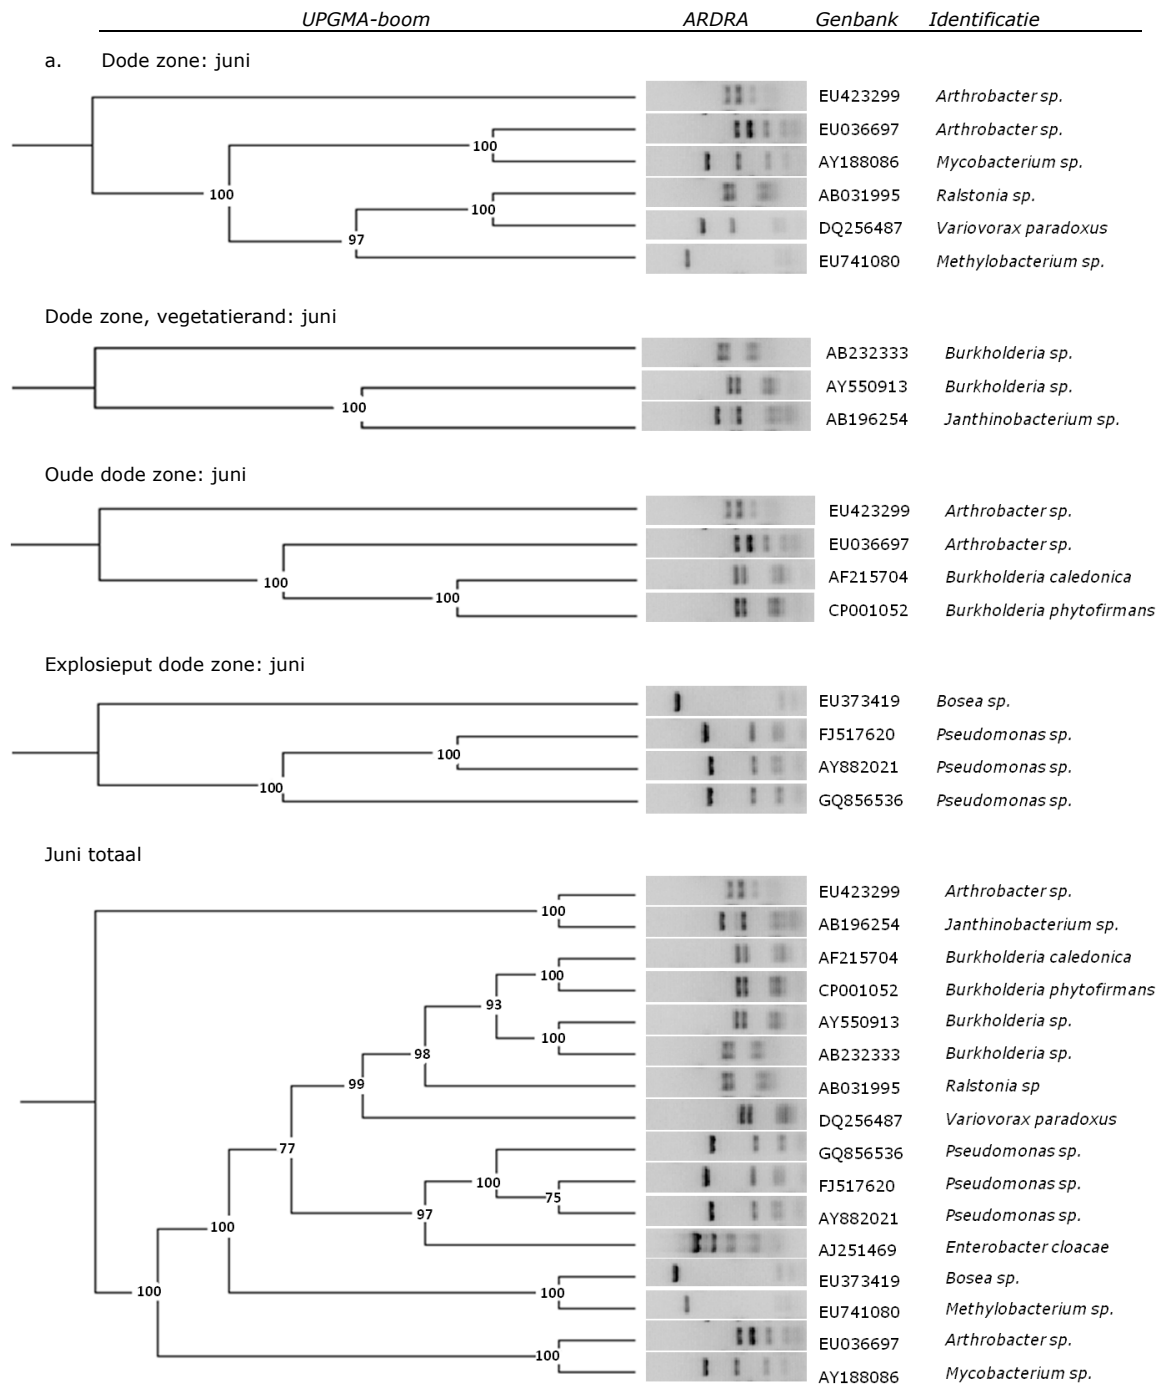 UPGMA-boom ARDRA Genbank Identificatie
a. Dode zone: juni
EU423299 Arthrobacter sp.
EU036697 Arthrobacter sp.
100
AY188086 Mycobacterium sp.
100
AB031995 Ralstonia sp.
100
DQ256487 Variovorax paradoxus
97
EU741080 Methylobacterium sp.
Dode zone, vegetatierand: juni
AB232333 Burkholderia sp.
AY550913 Burkholderia sp.
100
AB196254 Janthinobacterium sp.
Oude dode zone: juni
EU423299 Arthrobacter sp.
EU036697 Arthrobacter sp.
AF215704 Burkholderia caledonica
100
100
CP001052 Burkholderia phytofirmans
Explosieput dode zone: juni
EU373419 Bosea sp.
FJ517620 Pseudomonas sp.
100
AY882021 Pseudomonas sp.
100
GQ856536 Pseudomonas sp.
Juni totaal
EU423299 Arthrobacter sp.
100
AB196254 Janthinobacterium sp.
AF215704 Burkholderia caledonica
100
CP001052 Burkholderia phytofirmans
93
AY550913 Burkholderia sp.
100
AB232333 Burkholderia sp.
98
99
AB031995 Ralstonia sp
DQ256487 Variovorax paradoxus
77
GQ856536 Pseudomonas sp.
100
FJ517620 Pseudomonas sp.
75
97
AY882021 Pseudomonas sp.
100
AJ251469 Enterobacter cloacae
EU373419 Bosea sp.
100
100
EU741080 Methylobacterium sp.
EU036697 Arthrobacter sp.
100
AY188086 Mycobacterium sp.